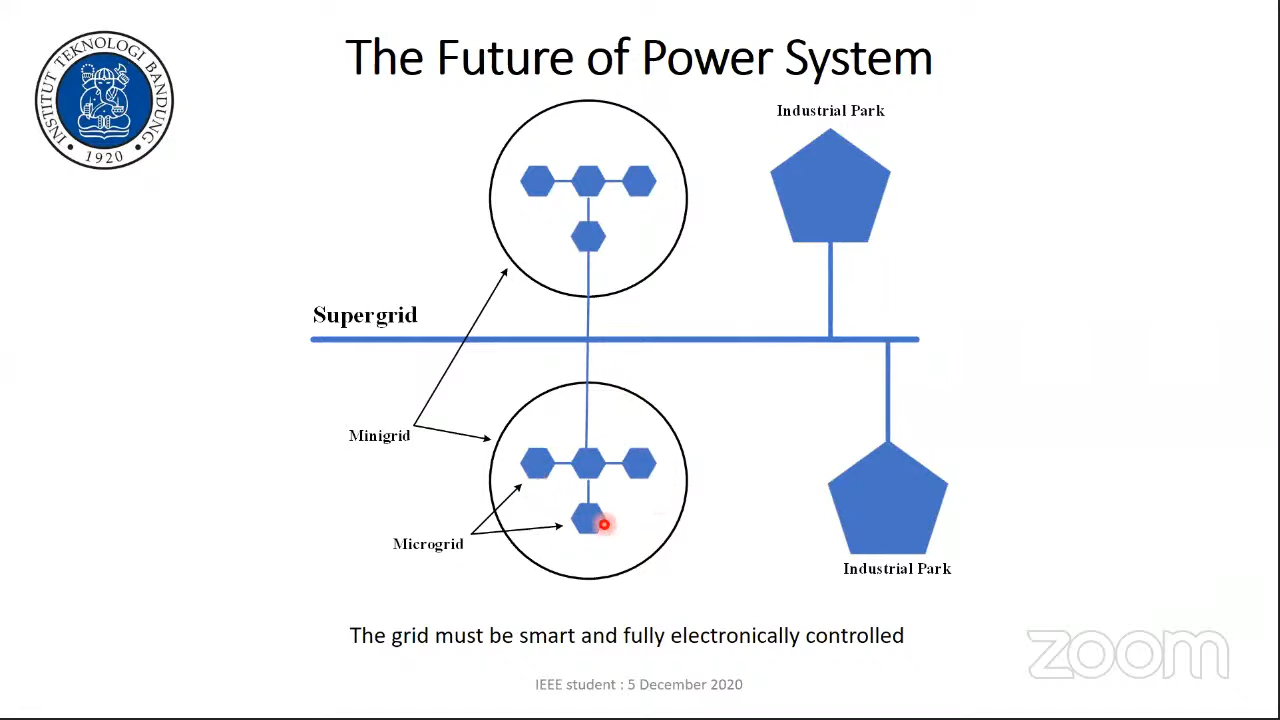 The Future of Power System
INSTITUT TEKNOLOGI BANDUNG
1920
Industrial Park
Supergrid
Minigrid
Microgrid
Industrial Park
The grid must be smart and fully electronically controlled
zoom
IEEE student : 5 December 2020